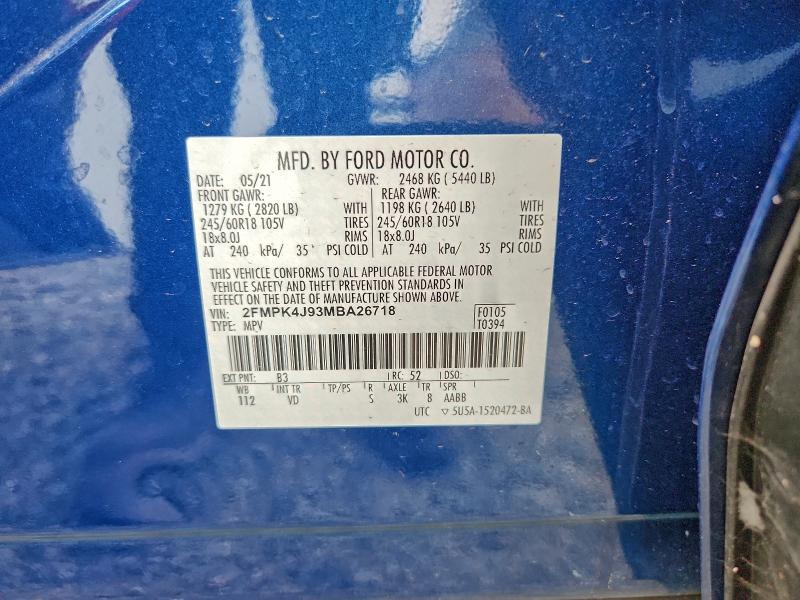 MFD. BY FORD MOTOR CO.
DATE: 05/21 GVWR: 2468 KG ( 5440 LB)
FRONT GAWR: REAR GAWR:
1279 KG ( 2820 LB) WITH 1198 KG ( 2640 LB) WITH
245/60R18 105V TIRES 245/60R18 105V TIRES
18x8.0J RIMS 18x8.0J RIMS
AT 240 kPa/ 35 PSI COLD AT 240 kPa/ 35 PSI COLD
THIS VEHICLE CONFORMS TO ALL APPLICABLE FEDERAL MOTOR
VEHICLE SAFETY AND THEFT PREVENTION STANDARDS IN
EFFECT ON THE DATE OF MANUFACTURE SHOWN ABOVE.
VIN: 2FMPK4J93MBA26718 F0105
TYPE: MPV T0394
EXT PNT: B3 RC: 52 DSO:
WB INT TR TP/PS R AXLE TR SPR
112 VD S 3K 8 AABB
UTC ▽ 5U5A-1520472-BA